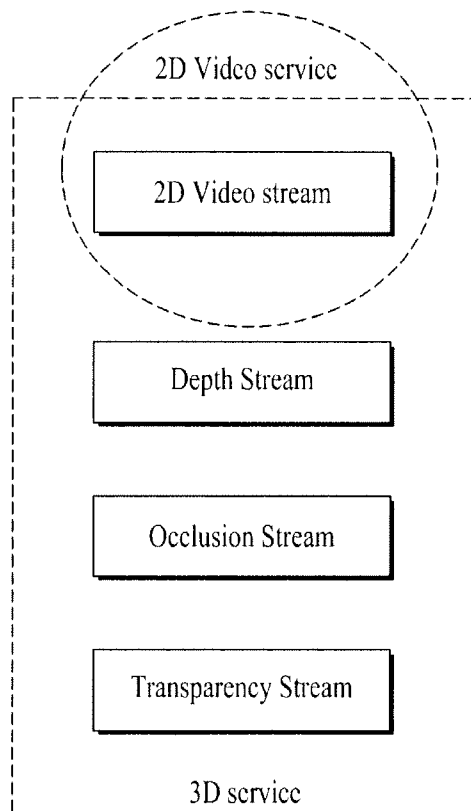 2D Video service
2D Video stream
Depth Stream
Occlusion Stream
Transparency Stream
3D service